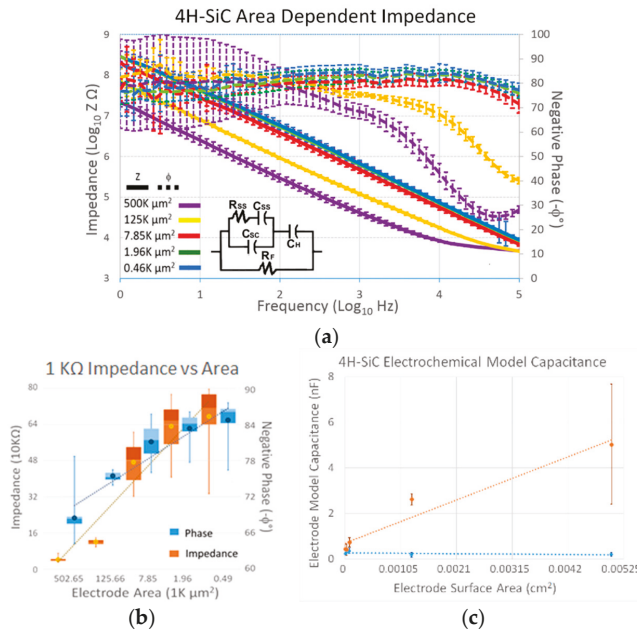 4H-SiC Area Dependent Impedance
9
8
7
6
5
4
3
Impedance (Log10 Z Ω)
100
90
80
70
60
50
40
30
20
10
0
Negative Phase (-ϕ°)
Z ϕ
500K µm²
125K µm²
7.85K µm²
1.96K µm²
0.46K µm²
RSS CSS
CSC
CH
RF
0 1 2 3 4 5
Frequency (Log10 Hz)
(a)
1 KΩ Impedance vs Area
80
64
48
32
16
0
Impedance (10KΩ)
90
84
78
72
66
60
Negative Phase (-ϕ°)
Phase
Impedance
502.65 125.66 7.85 1.96 0.49
Electrode Area (1K µm²)
(b)
4H-SiC Electrochemical Model Capacitance
8
6
4
2
0
Electrode Model Capacitance (nF)
0 0.00105 0.0021 0.00315 0.0042 0.00525
Electrode Surface Area (cm²)
(c)